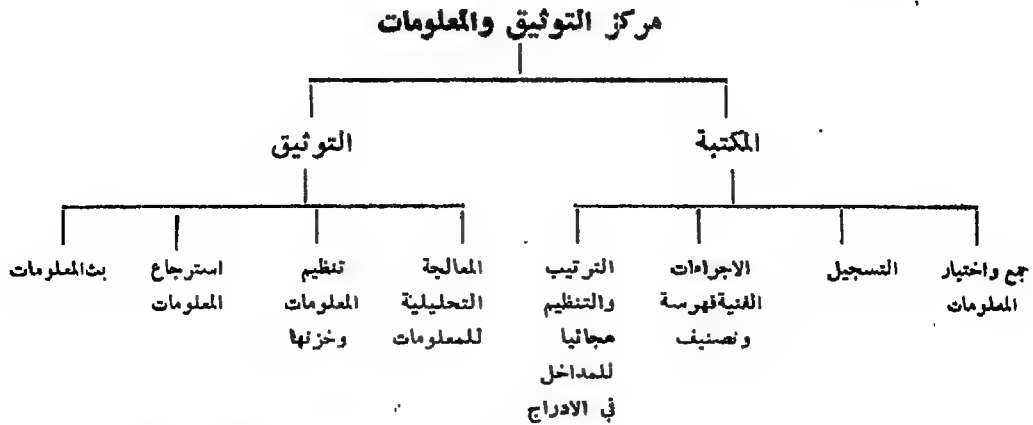 مركز التوثيق والمعلومات
المكتبة
التوثيق
جمع واختيار
المعلومات
التسجيل
الاجراءات
الفنية فهرسة
وتصنيف
الترتيب
والتنظيم
هجائيا
للمداخل
في الادراج
المعالجة
التحليلية
للمعلومات
تنظيم
المعلومات
وخزنها
استرجاع
المعلومات
بث المعلومات